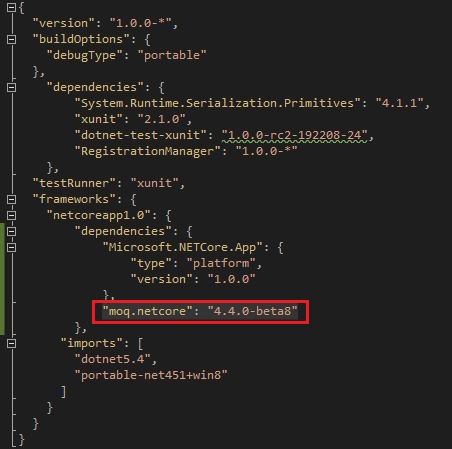 {
"version": "1.0.0-*",
"buildOptions": {
"debugType": "portable"
},
"dependencies": {
"System.Runtime.Serialization.Primitives": "4.1.1",
"xunit": "2.1.0",
"dotnet-test-xunit": "1.0.0-rc2-192208-24",
"RegistrationManager": "1.0.0-*"
},
"testRunner": "xunit",
"frameworks": {
"netcoreapp1.0": {
"dependencies": {
"Microsoft.NETCore.App": {
"type": "platform",
"version": "1.0.0"
},
"moq.netcore": "4.4.0-beta8"
},
"imports": [
"dotnet5.4",
"portable-net451+win8"
]
}
}
}